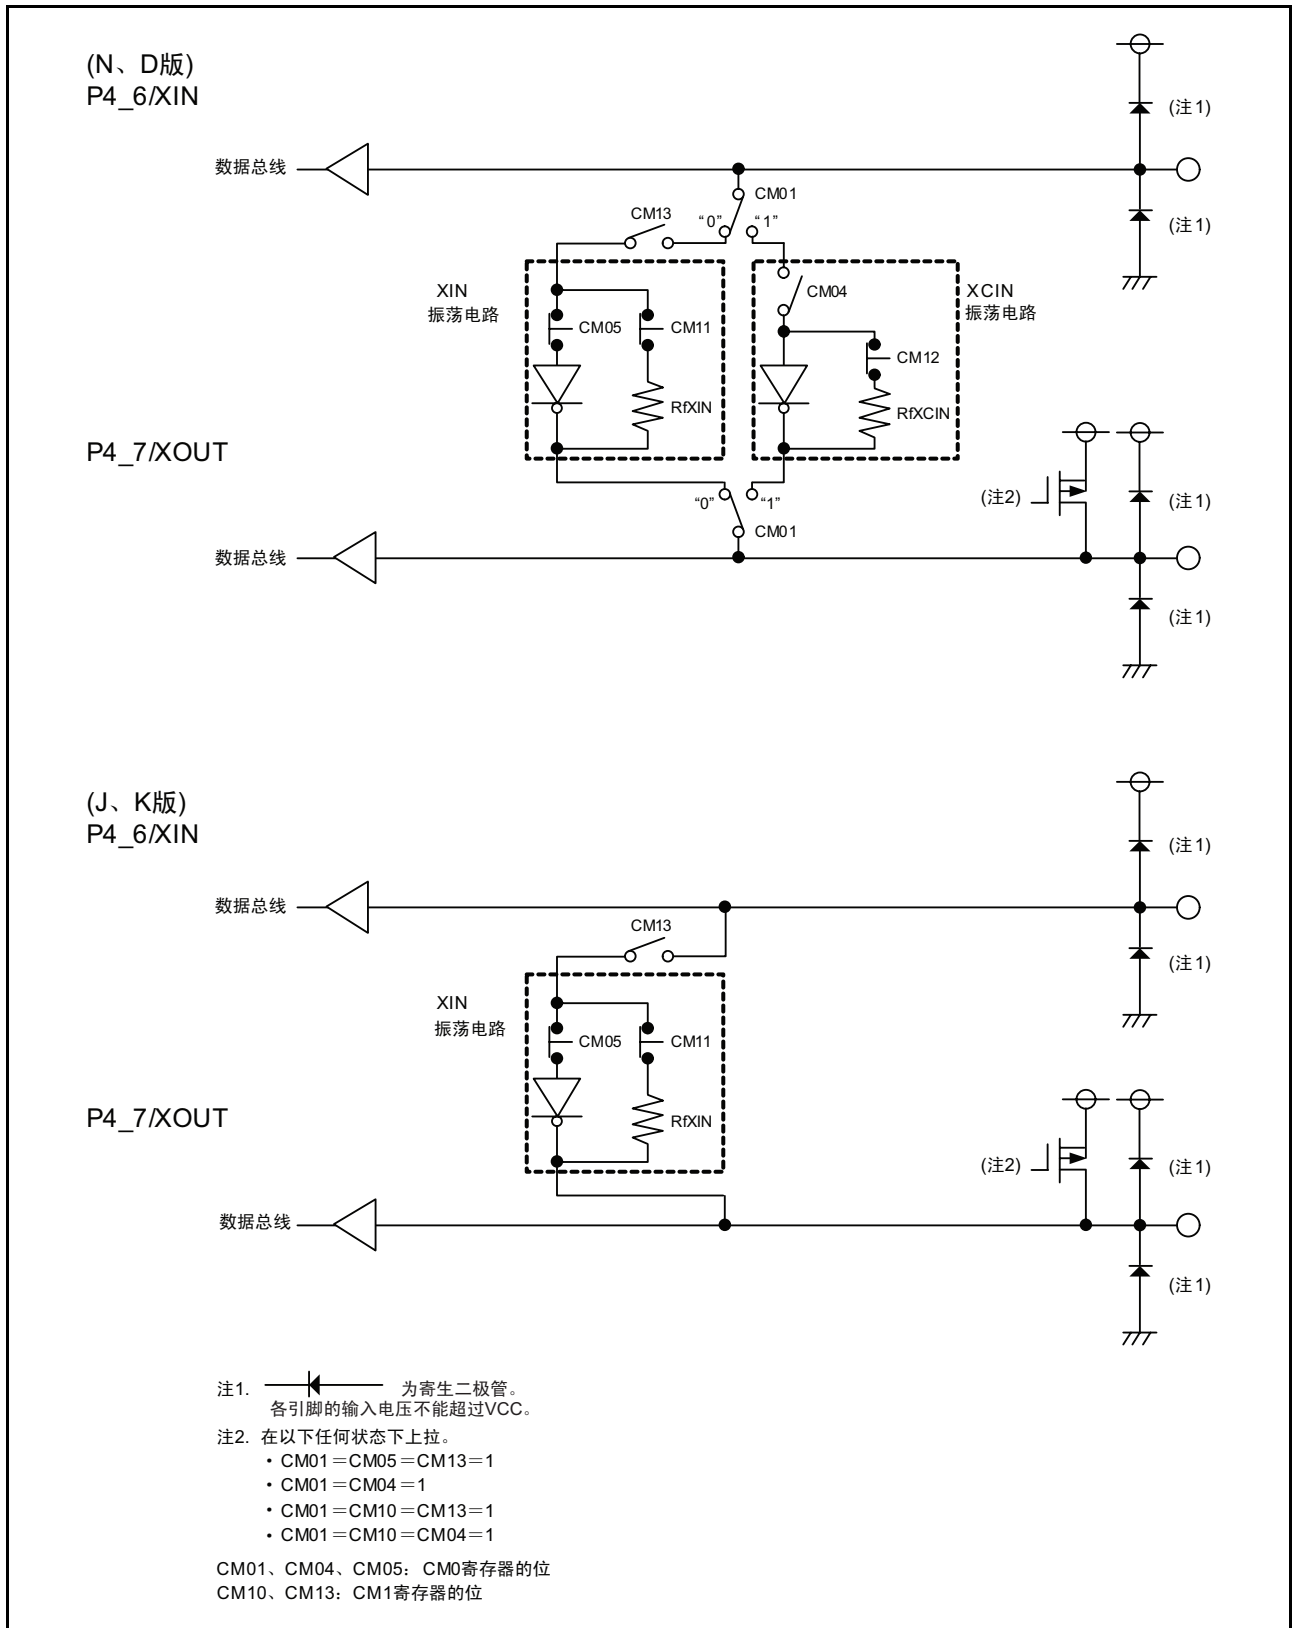 (N、D版)
P4_6/XIN
(注1)
数据总线
CM01
CM13
“0”
“1”
(注1)
XIN
振荡电路
CM05
CM11
RfXIN
CM04
XCIN
振荡电路
CM12
RfXCIN
P4_7/XOUT
“0”
“1”
CM01
(注2)
(注1)
数据总线
(注1)
(J、K版)
P4_6/XIN
(注1)
数据总线
CM13
(注1)
XIN
振荡电路
CM05
CM11
RfXIN
P4_7/XOUT
(注2)
(注1)
数据总线
(注1)
注1. 为寄生二极管。
各引脚的输入电压不能超过VCC。
注2. 在以下任何状态下上拉。
• CM01＝CM05＝CM13＝1
• CM01＝CM04＝1
• CM01＝CM10＝CM13＝1
• CM01＝CM10＝CM04＝1
CM01、CM04、CM05：CM0寄存器的位
CM10、CM13：CM1寄存器的位